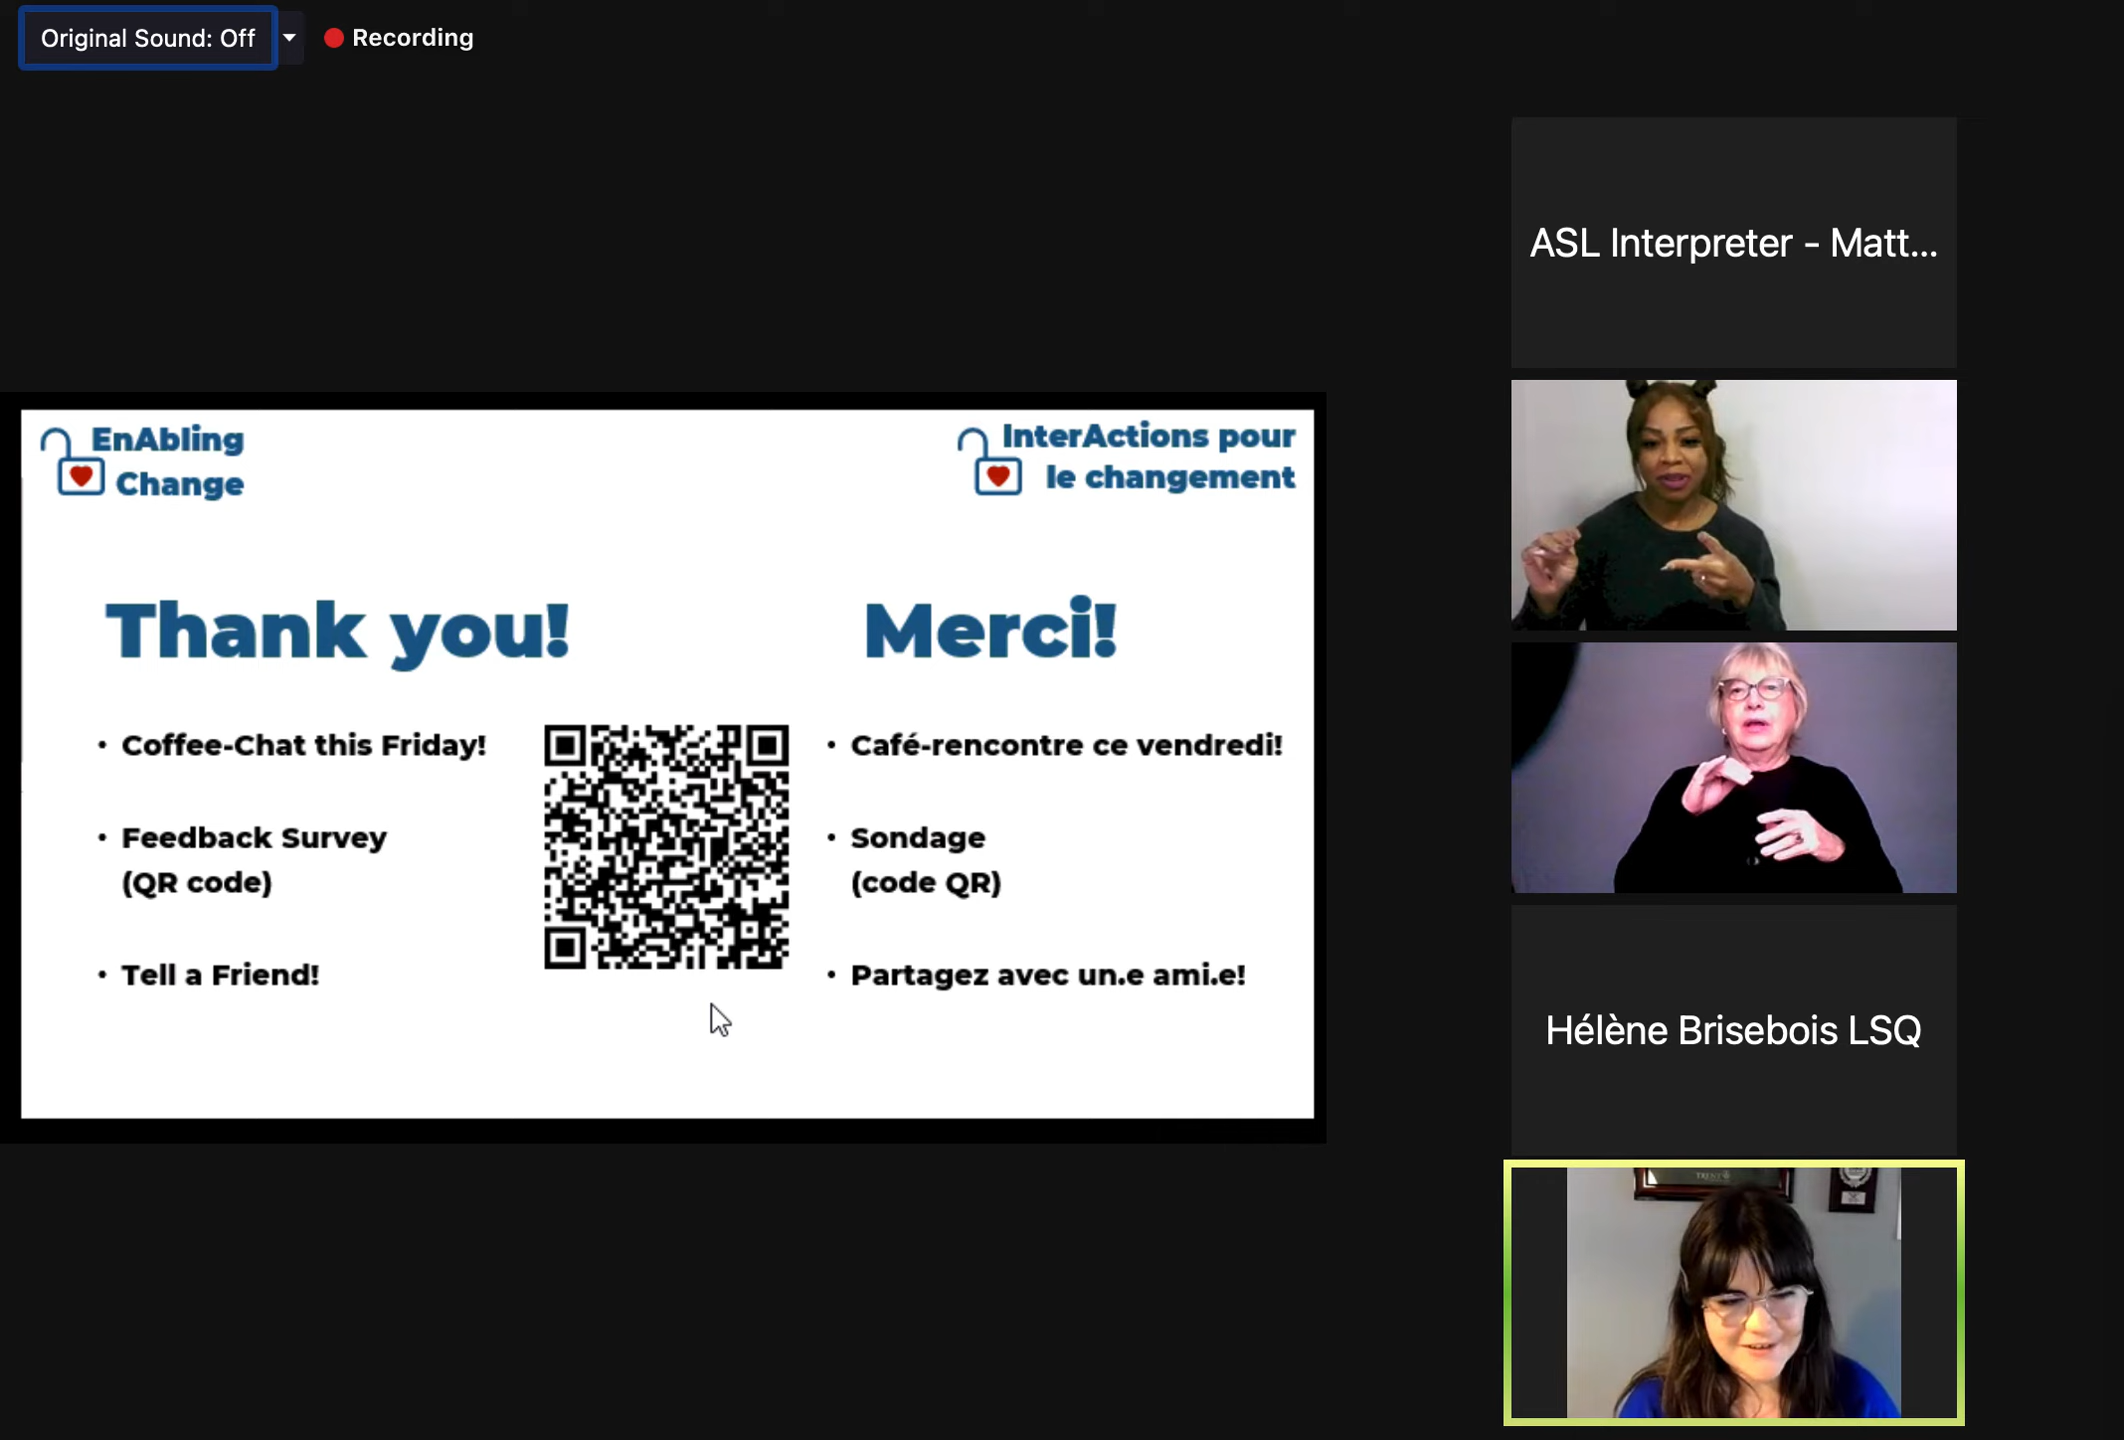 Original Sound: Off
Recording
EnAbling
Change
InterActions pour
le changement
Thank you!
• Coffee-Chat this Friday!
• Feedback Survey
(QR code)
• Tell a Friend!
Merci!
• Café-rencontre ce vendredi!
• Sondage
(code QR)
• Partagez avec un.e ami.e!
ASL Interpreter - Matt...
Hélène Brisebois LSQ
TRENT